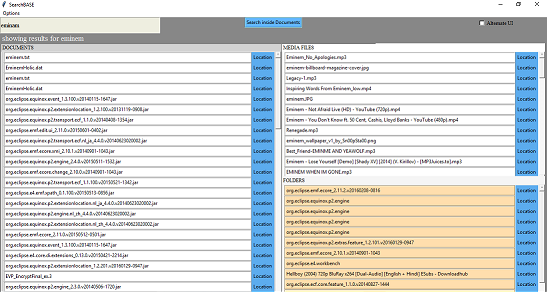 SearchBASE
Options
eminam
Search inside Documents
Alternate UI
showing results for eminem
DOCUMENTS
eminem.txt Location
EminemHolic.dat Location
eminem.txt Location
EminemHolic.dat Location
org.eclipse.equinox.event_1.3.100.v20140115-1647.jar Location
org.eclipse.equinox.p2.extensionlocation_1.2.100.v20131119-0908.jar Location
org.eclipse.equinox.p2.transport.ecf_1.1.0.v20140408-1354.jar Location
org.eclipse.emf.edit.ui_2.11.0.v20150601-0402.jar Location
org.eclipse.equinox.p2.transport.ecf.nl_ja_4.4.0.v20140623020002.jar Location
org.eclipse.emf.ecore.xmi_2.10.1.v20140901-1043.jar Location
org.eclipse.equinox.p2.engine_2.4.0.v20150511-1532.jar Location
org.eclipse.emf.ecore.change_2.10.0.v20140901-1043.jar Location
org.eclipse.equinox.p2.transport.ecf_1.1.100.v20150521-1342.jar Location
org.eclipse.e4.emf.xpath_0.1.100.v20150513-0856.jar Location
org.eclipse.equinox.p2.extensionlocation.nl_ja_4.4.0.v20140623020002.jar Location
org.eclipse.equinox.p2.engine.nl_zh_4.4.0.v20140623020002.jar Location
org.eclipse.equinox.p2.extensionlocation.nl_zh_4.4.0.v20140623020002.jar Location
org.eclipse.emf.ecore_2.11.0.v20150512-0501.jar Location
org.eclipse.equinox.event_1.3.100.v20140115-1647.jar Location
org.eclipse.ui.ecf.di.extensions_0.13.0.v20150421-2214.jar Location
org.eclipse.equinox.p2.extensionlocation_1.2.201.v20160129-0947.jar Location
EVP_EncryptFinal_ex.3 Location
org.eclipse.equinox.p2.engine_2.3.0.v20140506-1720.jar Location
MEDIA FILES
Eminem_No_Apologies.mp3 Location
eminem-billboard-magazine-cover.jpg Location
Legacy-1.mp3 Location
Inspiring Words From Eminem_low.mp4 Location
eminem.JPG Location
Eminem - Not Afraid Live (HD) - YouTube (720p).mp4 Location
Eminem - You Don't Know ft. 50 Cent, Cashis, Lloyd Banks - YouTube (480p).mp4 Location
Renegade.mp3 Location
Best_Friend-EMINME AND YEAWOLF.mp3 Location
Eminem - Lose Yourself [Demo] [Shady XV] [2014] (V. Kirillov) - [MP3Juices.to].mp3 Location
EMINEM WHEN IM GONE.mp3 Location
FOLDERS
org.eclipse.emf.ecore_2.11.2.v20160208-0816 Location
org.eclipse.equinox.p2.engine Location
org.eclipse.equinox.p2.engine Location
org.eclipse.equinox.p2.extras.feature_1.2.101.v20160129-0947 Location
org.eclipse.emf.ecore_2.10.1.v20140901-1043 Location
org.eclipse.e4.workbench Location
Hellboy (2004) 720p BluRay x264 [Dual-Audio] [English + Hindi] ESubs - Downloadhub Location
org.eclipse.ecf.core.feature_1.1.0.v20140827-1444 Location